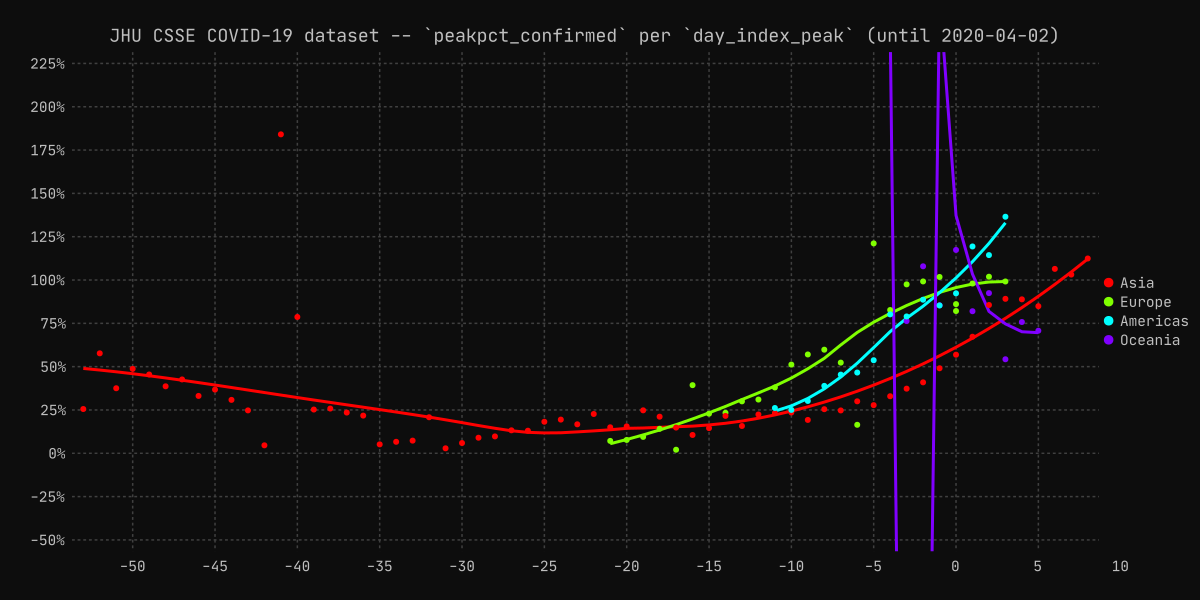 JHU CSSE COVID-19 dataset -- `peakpct_confirmed` per `day_index_peak` (until 2020-04-02)
225%
200%
175%
150%
125%
100%
75%
50%
25%
0%
-25%
-50%
-50 -45 -40 -35 -30 -25 -20 -15 -10 -5 0 5 10
Asia
Europe
Americas
Oceania